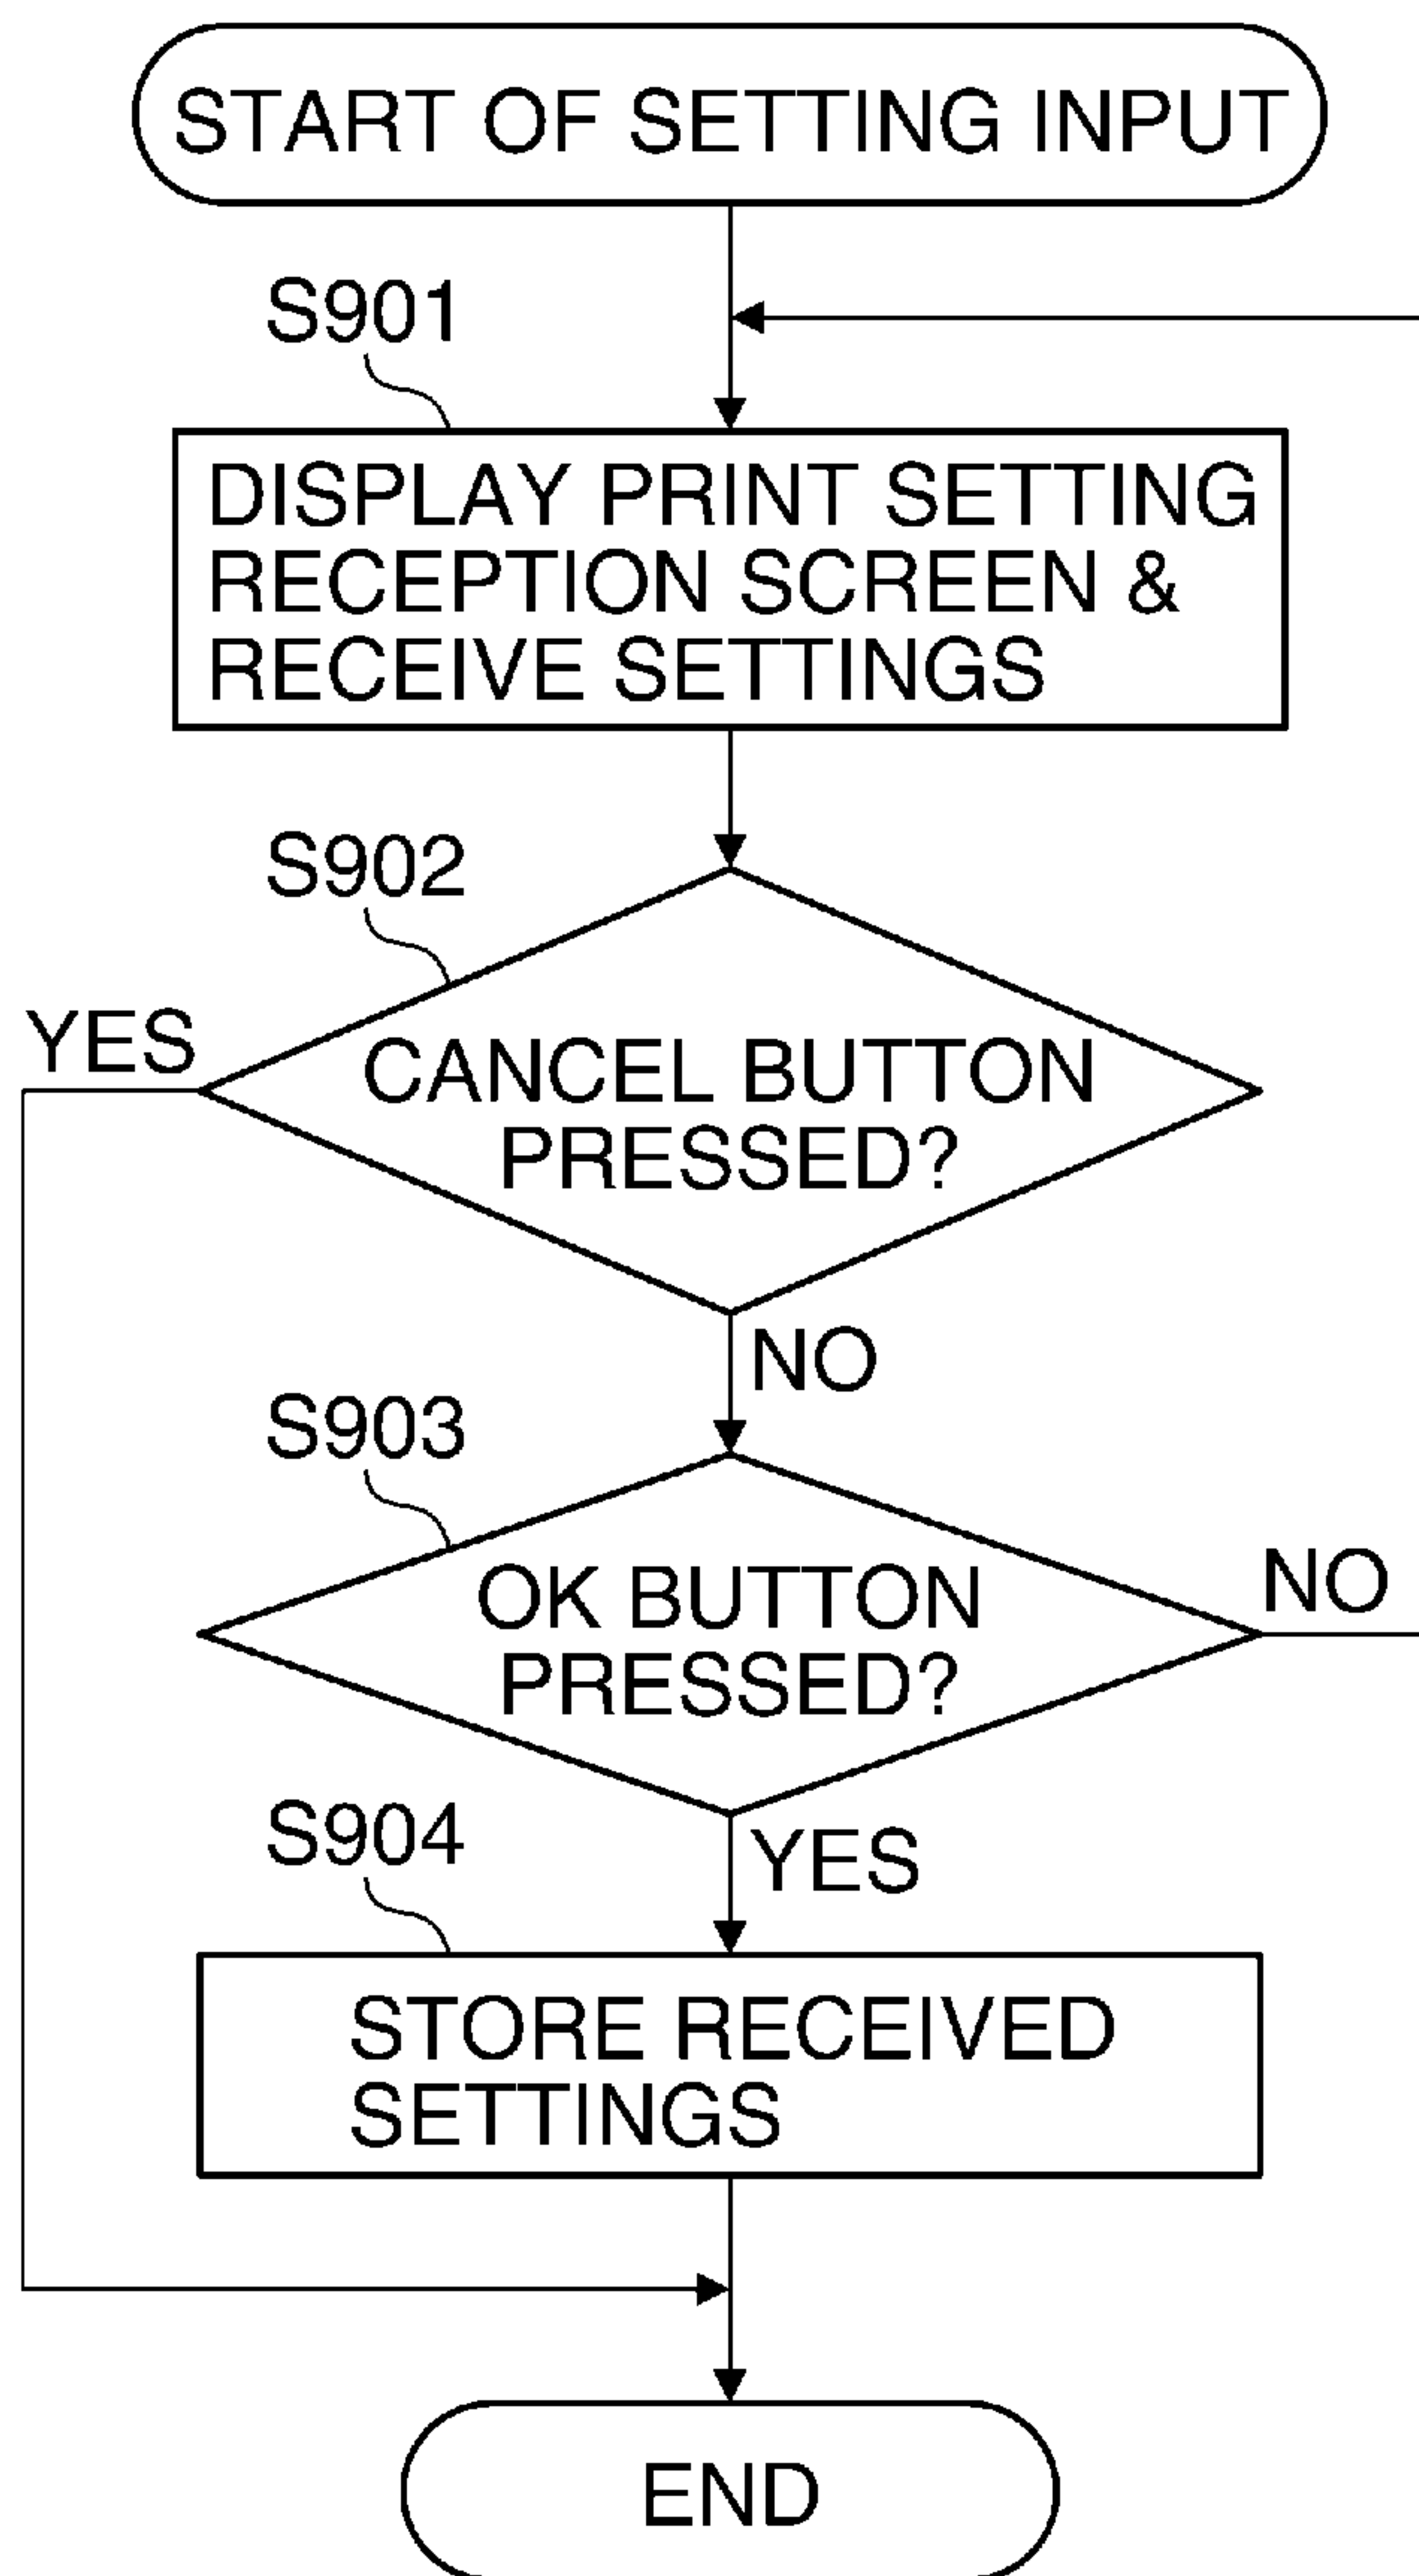 START OF SETTING INPUT
S901
DISPLAY PRINT SETTING
RECEPTION SCREEN &
RECEIVE SETTINGS
S902
YES
CANCEL BUTTON
PRESSED?
NO
S903
OK BUTTON
PRESSED?
NO
S904
YES
STORE RECEIVED
SETTINGS
END